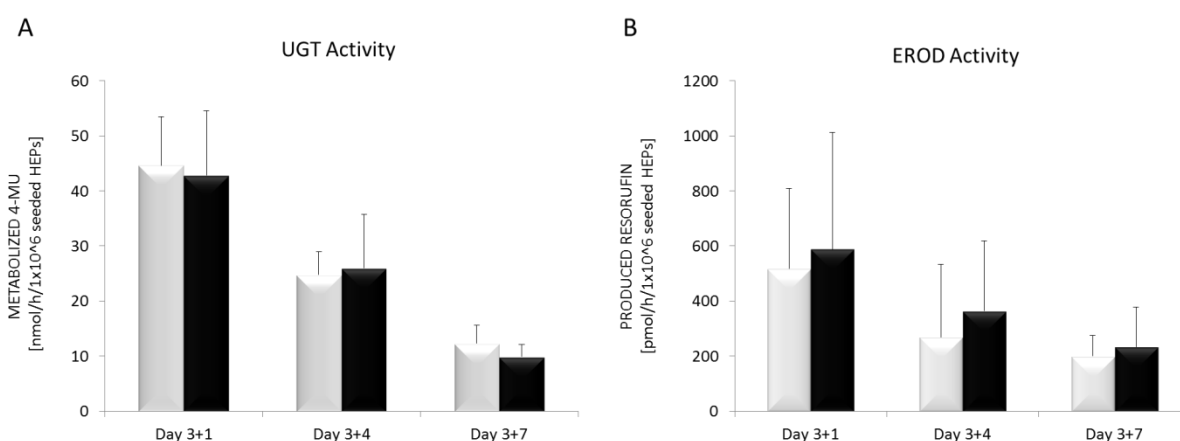 A
UGT Activity
METABOLIZED 4-MU
[nmol/h/1x10^6 seeded HEPs]
60
50
40
30
20
10
0
Day 3+1
Day 3+4
Day 3+7
B
EROD Activity
PRODUCED RESORUFIN
[pmol/h/1x10^6 seeded HEPs]
1200
1000
800
600
400
200
0
Day 3+1
Day 3+4
Day 3+7